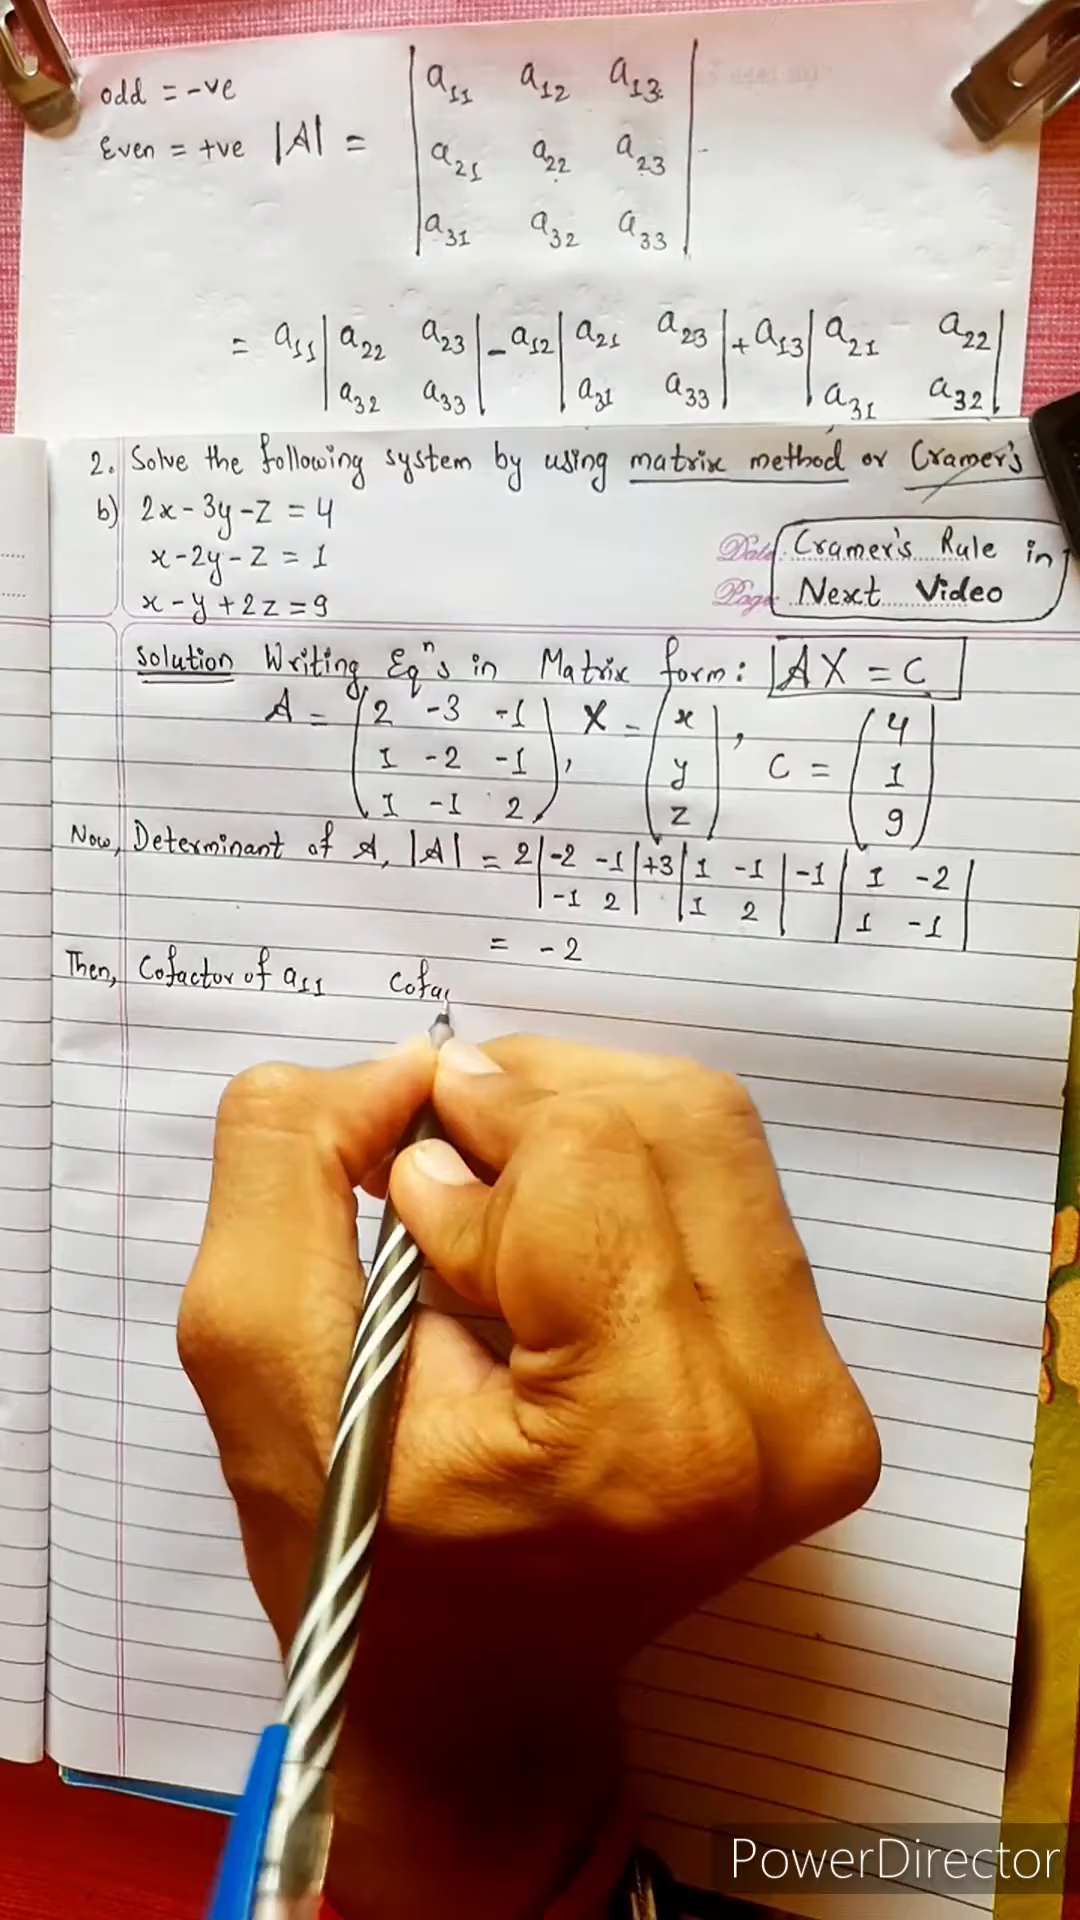 odd = -ve
Even = +ve |A| = | a11 a12 a13 |
| a21 a22 a23 |
| a31 a32 a33 |
= a11 | a22 a23 | - a12 | a21 a23 | + a13 | a21 a22 |
| a32 a33 | | a31 a33 | | a31 a32 |
2. Solve the following system by using matrix method or Cramer's
b) 2x - 3y - z = 4
x - 2y - z = 1
x - y + 2z = 9
Date: Cramer's Rule in
Page: Next Video
solution Writing Eqn's in Matrix form: AX = C
A = ( 2 -3 -1 ) X = ( x ) , C = ( 4 )
( 1 -2 -1 ) , ( y ) ( 1 )
( 1 -1 2 ) ( z ) ( 9 )
Now, Determinant of A, |A| = 2 | -2 -1 | +3 | 1 -1 | -1 | 1 -2 |
| -1 2 | | 1 2 | | 1 -1 |
= -2
Then, Cofactor of a11 Cofa
PowerDirector